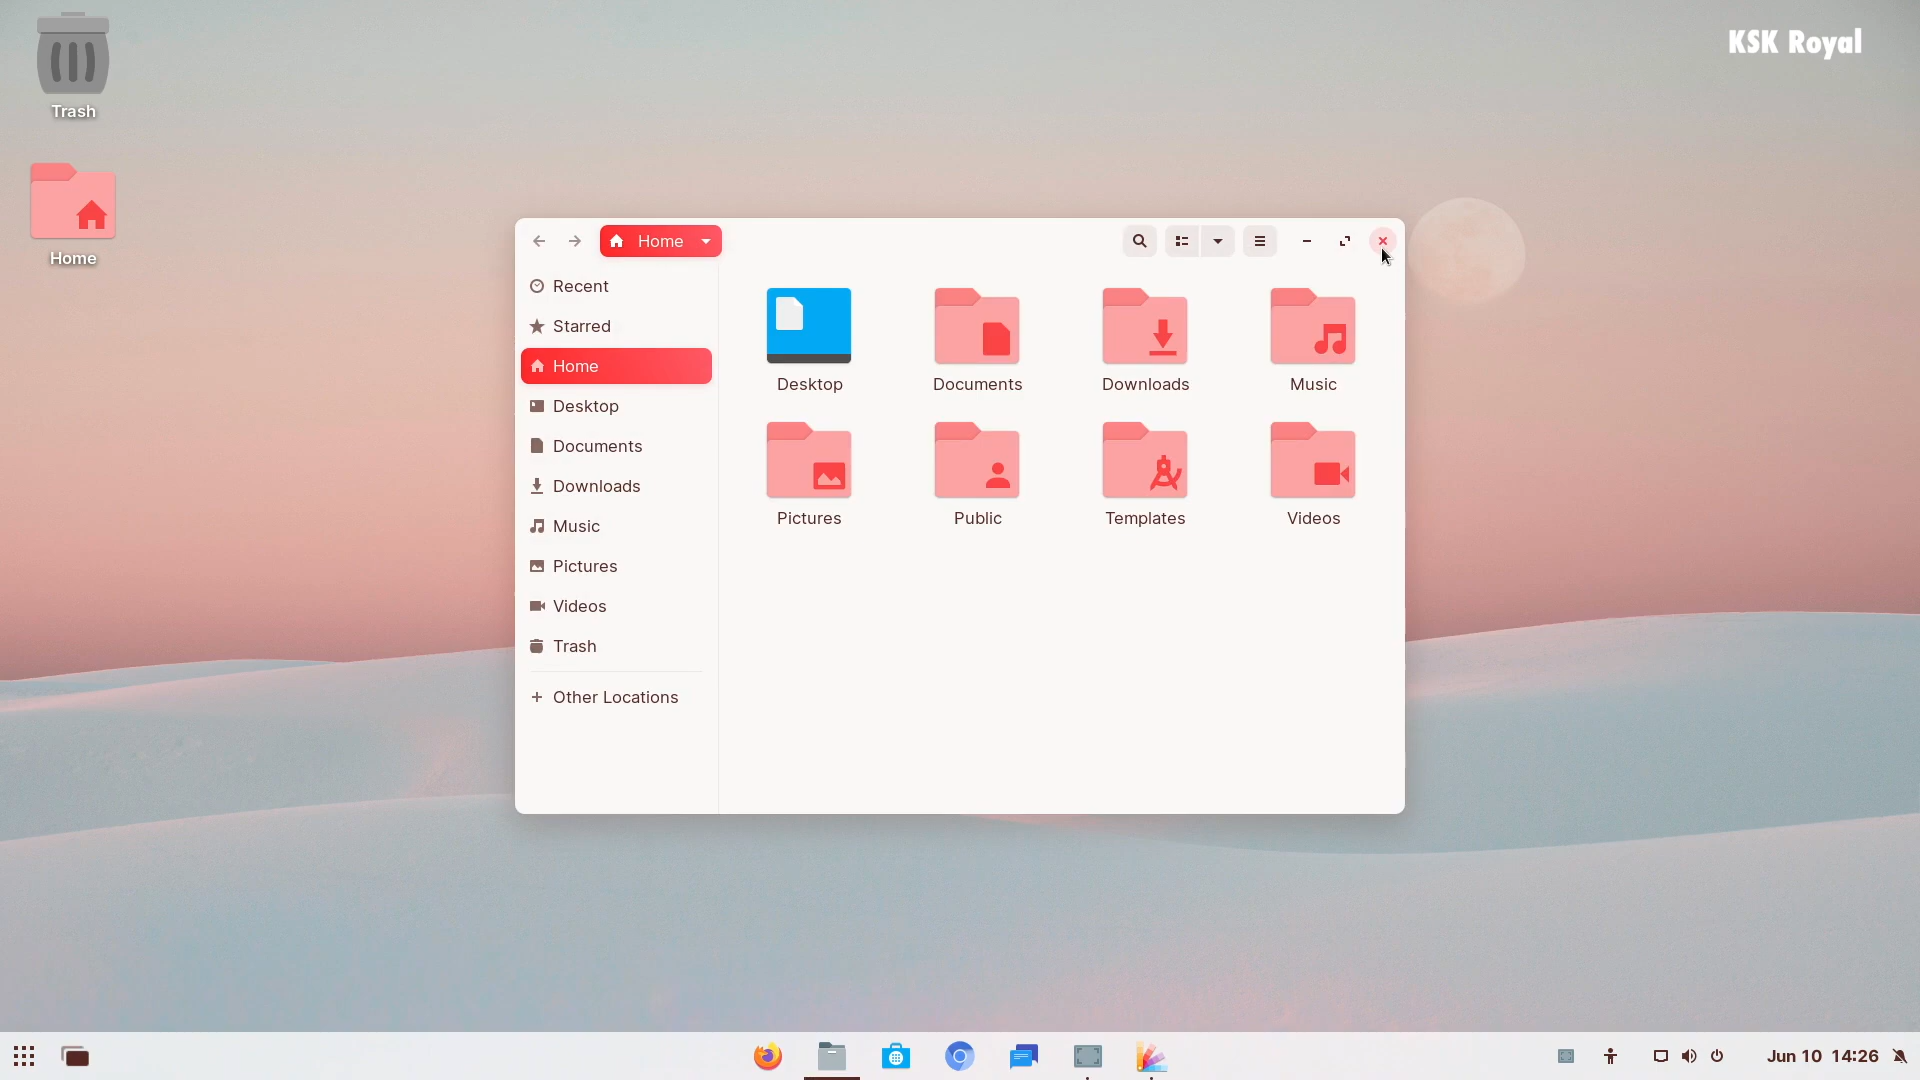 KSK Royal
Trash
Home
Home
Recent
Starred
Home
Desktop
Documents
Downloads
Music
Pictures
Videos
Trash
Other Locations
Desktop
Documents
Downloads
Music
Pictures
Public
Templates
Videos
Jun 10 14:26